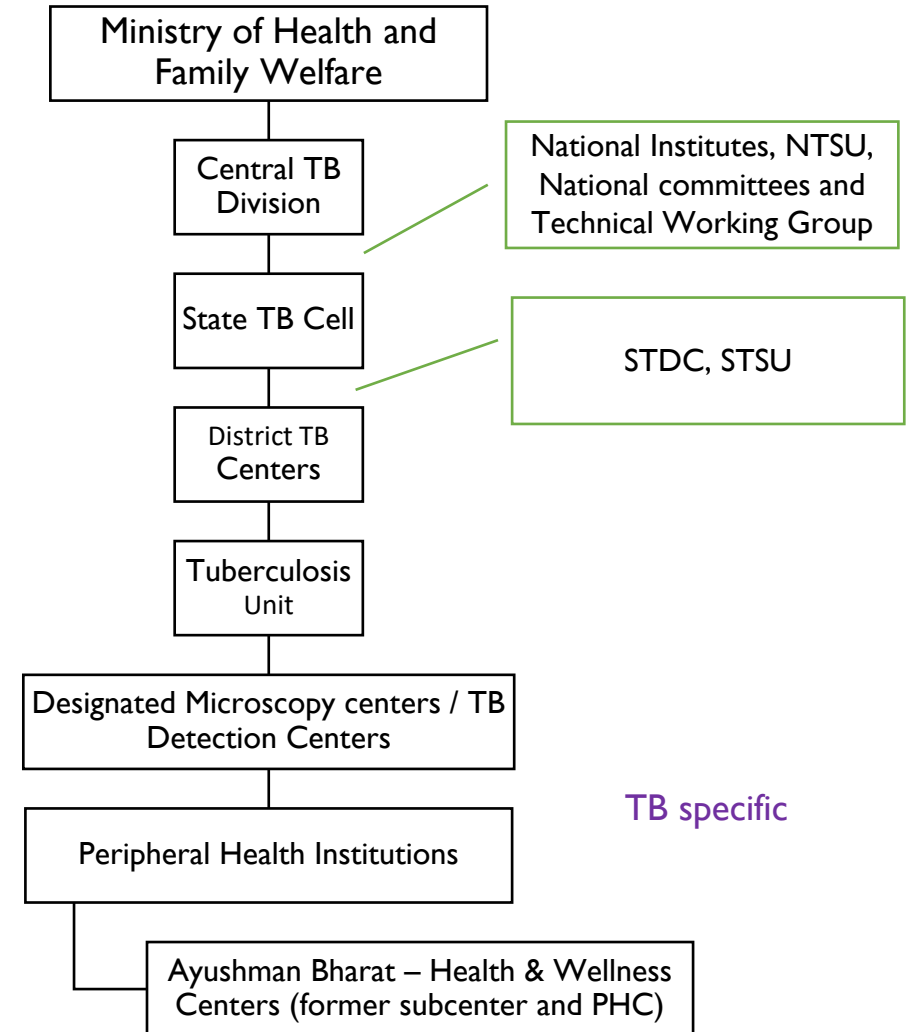 Ministry of Health and
Family Welfare
Central TB
Division
National Institutes, NTSU,
National committees and
Technical Working Group
State TB Cell
STDC, STSU
District TB
Centers
Tuberculosis
Unit
Designated Microscopy centers / TB
Detection Centers
TB specific
Peripheral Health Institutions
Ayushman Bharat – Health & Wellness
Centers (former subcenter and PHC)